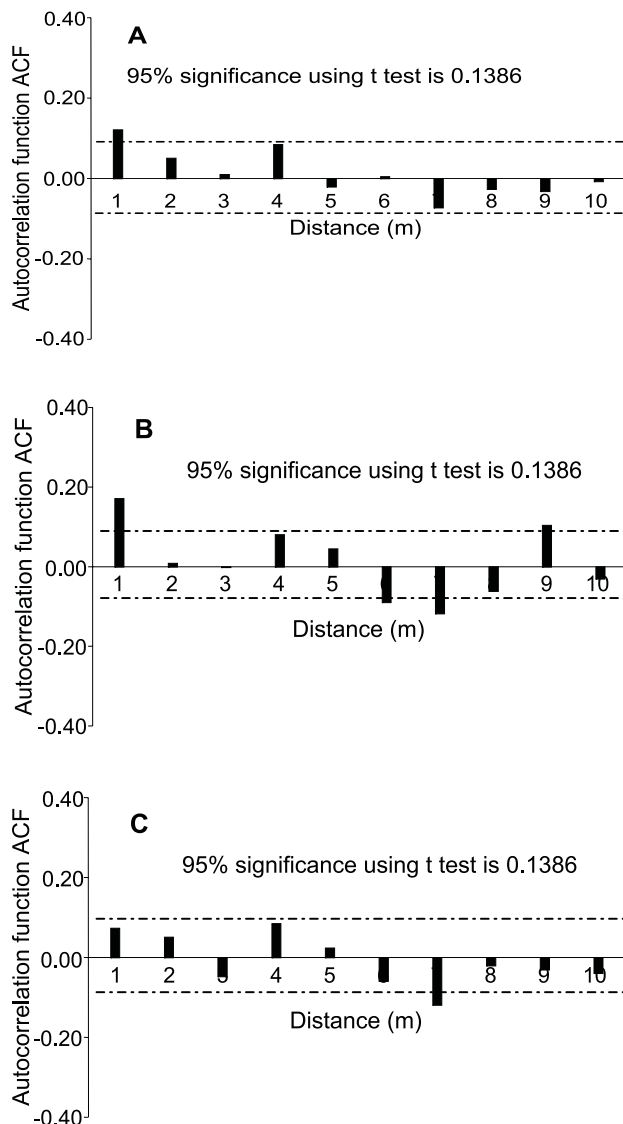 0.40
A
95% significance using t test is 0.1386
0.20
0.00
1 2 3 4 5 6 8 9 10
Distance (m)
-0.20
-0.40
Autocorrelation function ACF
0.40
B
95% significance using t test is 0.1386
0.20
0.00
1 2 3 4 5 9 10
Distance (m)
-0.20
-0.40
Autocorrelation function ACF
0.40
C
95% significance using t test is 0.1386
0.20
0.00
1 2 4 5 8 9 10
Distance (m)
-0.20
-0.40
Autocorrelation function ACF